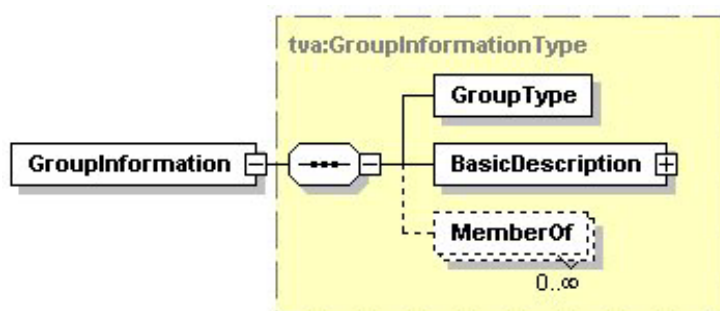 tva:GroupInformationType
GroupType
GroupInformation
BasicDescription
MemberOf
0..∞